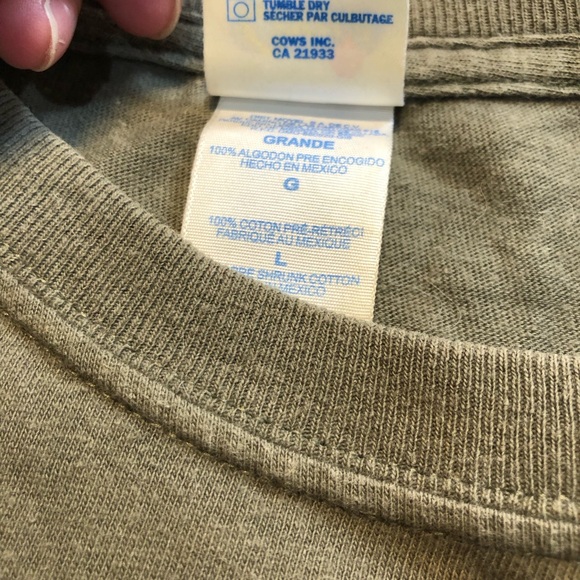 TUMBLE DRY
SÉCHER PAR CULBUTAGE
COWS INC.
CA 21933
GRANDE
100% ALGODON PRE ENCOGIDO
HECHO EN MEXICO
G
100% COTON PRÉ-RÉTRÉCI
FABRIQUÉ AU MEXIQUE
L
SHRUNK COTTON
MEXICO